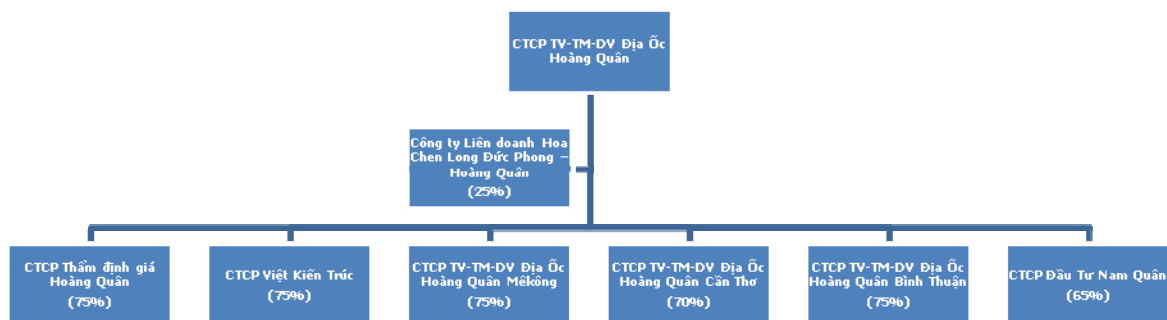 CTCP TV-TM-DV Địa Ốc
Hoàng Quân
Công ty Liên doanh Hoa
Chen Long Đức Phong –
Hoàng Quân
(25%)
CTCP Thẩm định giá
Hoàng Quân
(75%)
CTCP Việt Kiến Trúc
(75%)
CTCP TV-TM-DV Địa Ốc
Hoàng Quân Mêkông
(75%)
CTCP TV-TM-DV Địa Ốc
Hoàng Quân Cần Thơ
(70%)
CTCP TV-TM-DV Địa Ốc
Hoàng Quân Bình Thuận
(75%)
CTCP Đầu Tư Nam Quân
(65%)